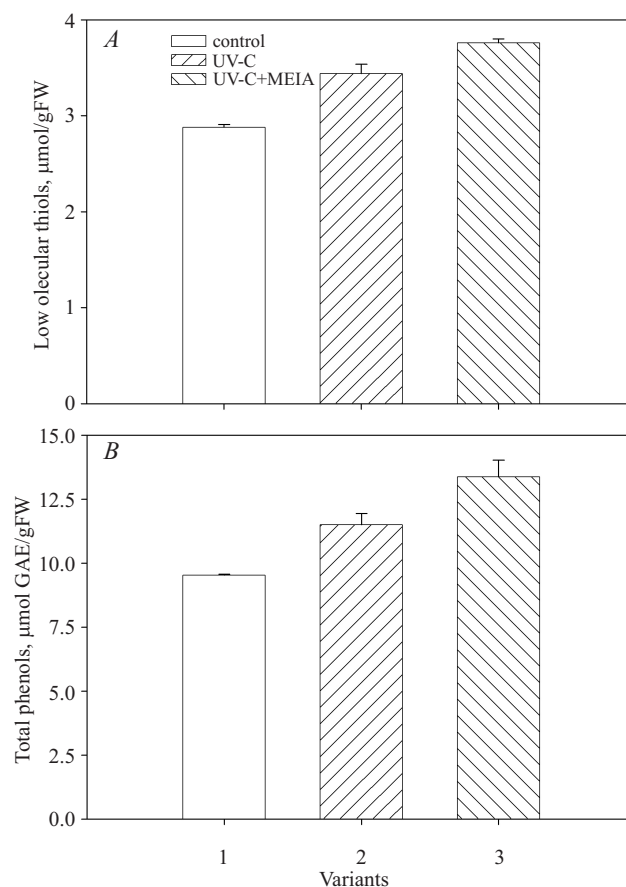 A
control
UV-C
UV-C+MEIA
Low olecular thiols, μmol/gFW
4
3
2
1
0
B
Total phenols, μmol GAE/gFW
15.0
12.5
10.0
7.5
5.0
2.5
0.0
1 2 3
Variants